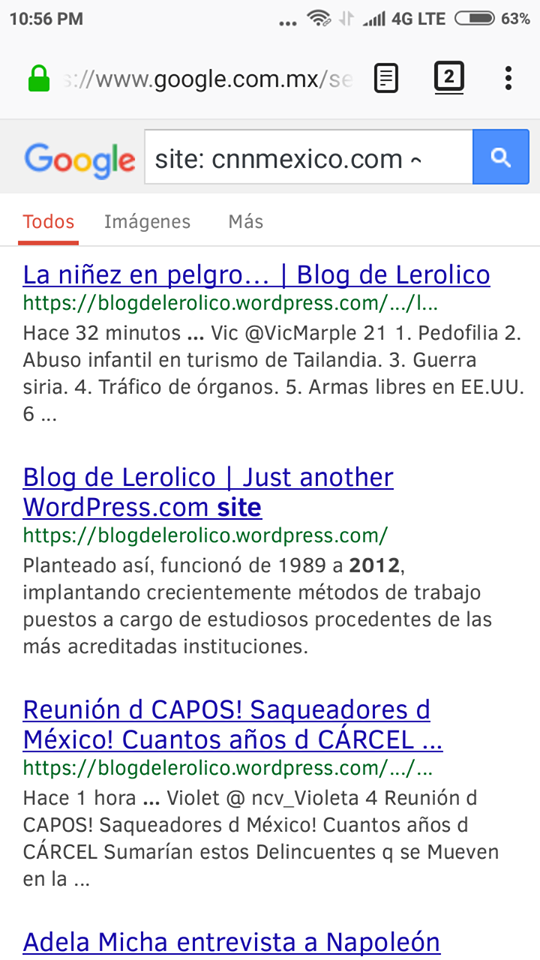 10:56 PM ... 4G LTE 63%
s://www.google.com.mx/se 2
Google site: cnnmexico.com ^
Todos Imágenes Más
La niñez en pelgro... | Blog de Lerolico
https://blogdelerolico.wordpress.com/.../l...
Hace 32 minutos ... Vic @VicMarple 21 1. Pedofilia 2.
Abuso infantil en turismo de Tailandia. 3. Guerra
siria. 4. Tráfico de órganos. 5. Armas libres en EE.UU.
6 ...
Blog de Lerolico | Just another
WordPress.com site
https://blogdelerolico.wordpress.com/
Planteado así, funcionó de 1989 a 2012,
implantando crecientemente métodos de trabajo
puestos a cargo de estudiosos procedentes de las
más acreditadas instituciones.
Reunión d CAPOS! Saqueadores d
México! Cuantos años d CÁRCEL ...
https://blogdelerolico.wordpress.com/.../...
Hace 1 hora ... Violet @ ncv_Violeta 4 Reunión d
CAPOS! Saqueadores d México! Cuantos años d
CÁRCEL Sumarían estos Delincuentes q se Mueven
en la ...
Adela Micha entrevista a Napoleón